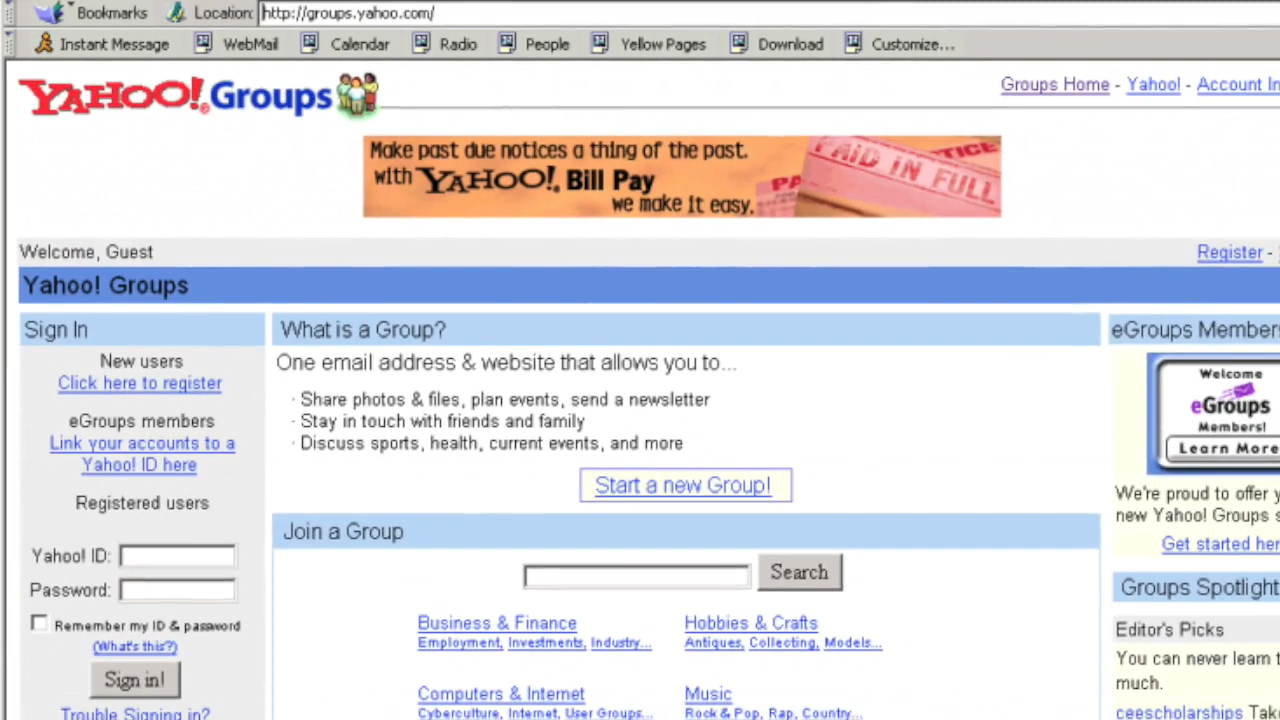 Bookmarks Location: http://groups.yahoo.com/
Instant Message WebMail Calendar Radio People Yellow Pages Download Customize...
YAHOO! Groups
Groups Home - Yahoo! - Account In
Make past due notices a thing of the past.
with YAHOO! Bill Pay
we make it easy.
PAID IN FULL
Welcome, Guest
Register -
Yahoo! Groups
Sign In
New users
Click here to register
eGroups members
Link your accounts to a
Yahoo! ID here
Registered users
Yahoo! ID:
Password:
Remember my ID & password
(What's this?)
Sign in!
Trouble Signing in?
What is a Group?
One email address & website that allows you to...
· Share photos & files, plan events, send a newsletter
· Stay in touch with friends and family
· Discuss sports, health, current events, and more
Start a new Group!
Join a Group
Search
Business & Finance
Employment, Investments, Industry...
Hobbies & Crafts
Antiques, Collecting, Models...
Computers & Internet
Cyberculture, Internet, User Groups...
Music
Rock & Pop, Rap, Country...
eGroups Members
Welcome
eGroups
Members!
Learn More
We're proud to offer y
new Yahoo! Groups s
Get started her
Groups Spotlight
Editor's Picks
You can never learn t
much.
ceescholarships Tak